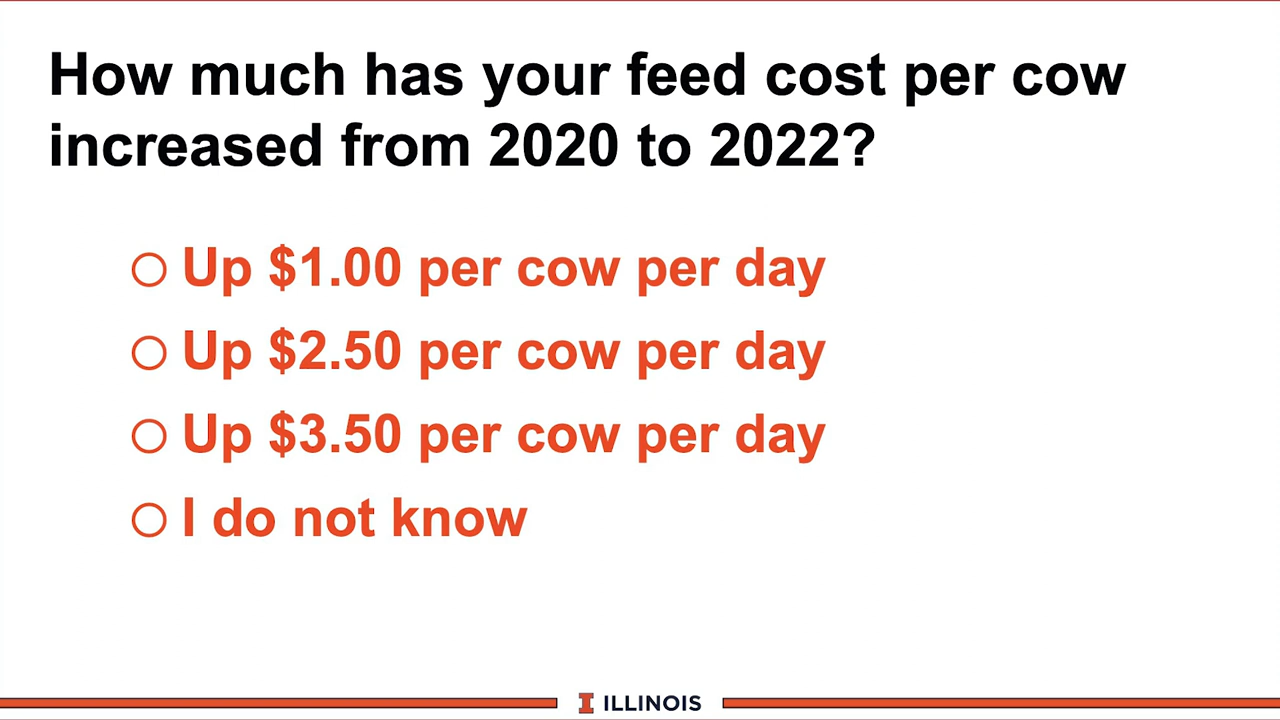 How much has your feed cost per cow
increased from 2020 to 2022?
Up $1.00 per cow per day
Up $2.50 per cow per day
Up $3.50 per cow per day
I do not know
I ILLINOIS